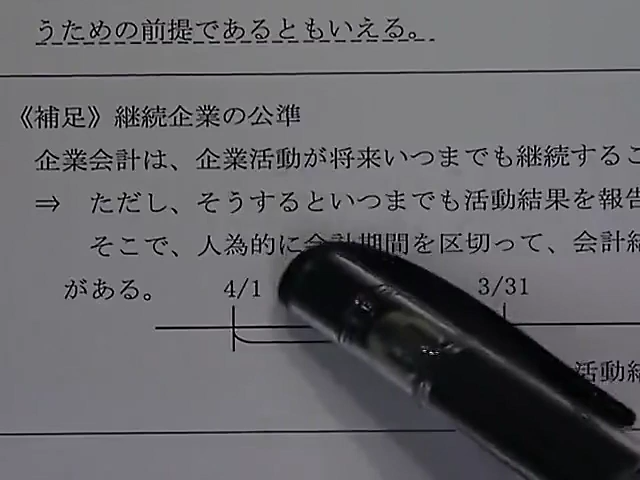 うための前提であるともいえる。
《補足》継続企業の公準
企業会計は、企業活動が将来いつまでも継続するこ
⇒ ただし、そうするといつまでも活動結果を報告
そこで、人為的に会計期間を区切って、会計結
がある。 4/1 3/31
活動結